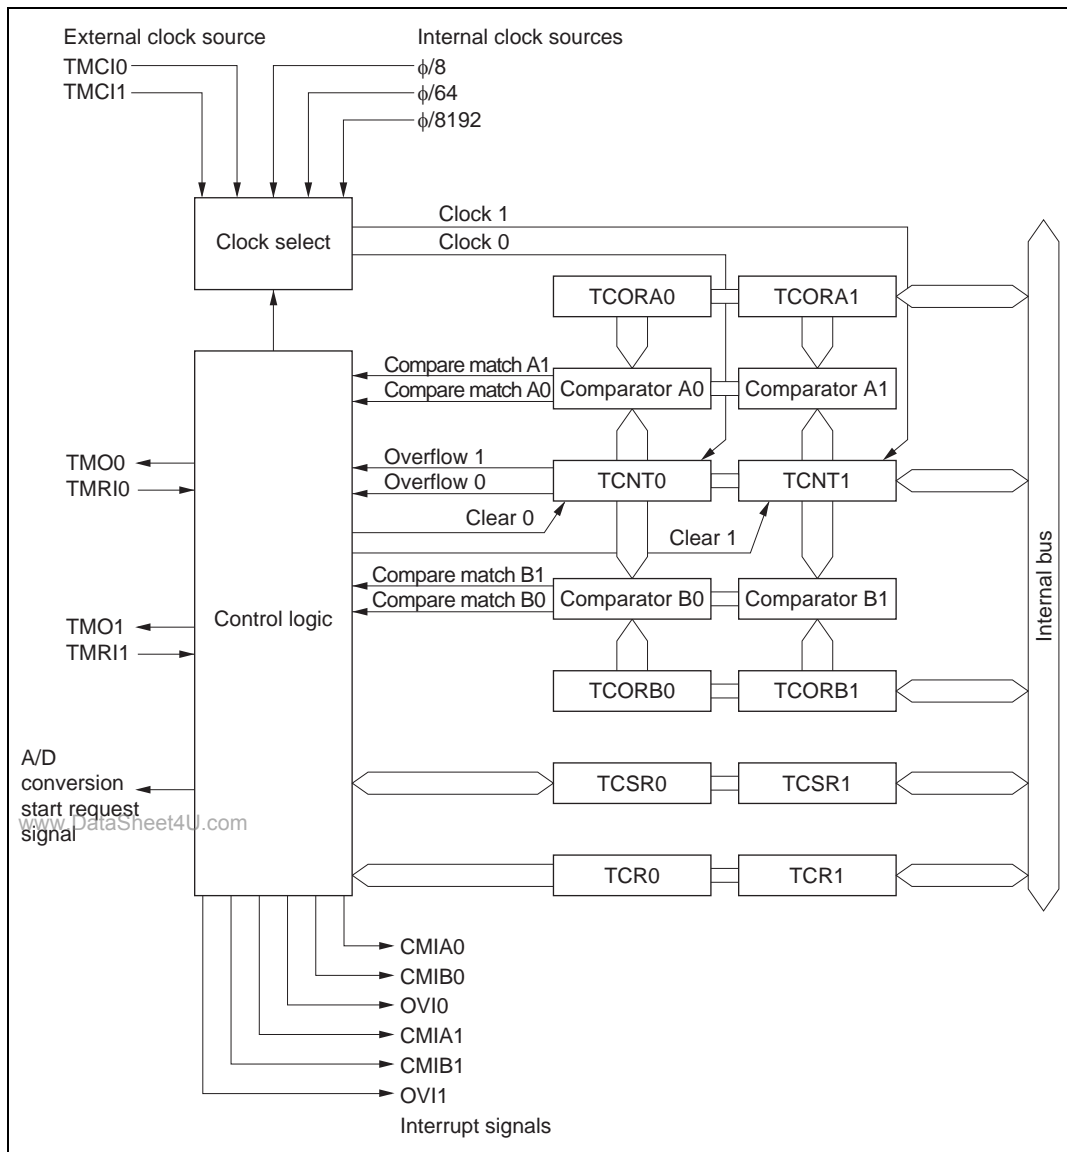 External clock source
Internal clock sources
TMCI0
ϕ/8
TMCI1
ϕ/64
ϕ/8192
Clock 1
Clock select
Clock 0
TCORA0
TCORA1
Compare match A1
Compare match A0
Comparator A0
Comparator A1
TMO0
Overflow 1
TCNT0
TCNT1
TMRI0
Overflow 0
Clear 0
Clear 1
Internal bus
Compare match B1
Compare match B0
Comparator B0
Comparator B1
Control logic
TMO1
TMRI1
TCORB0
TCORB1
A/D
conversion
start request
signal
www.DataSheet4U.com
TCSR0
TCSR1
TCR0
TCR1
CMIA0
CMIB0
OVI0
CMIA1
CMIB1
OVI1
Interrupt signals